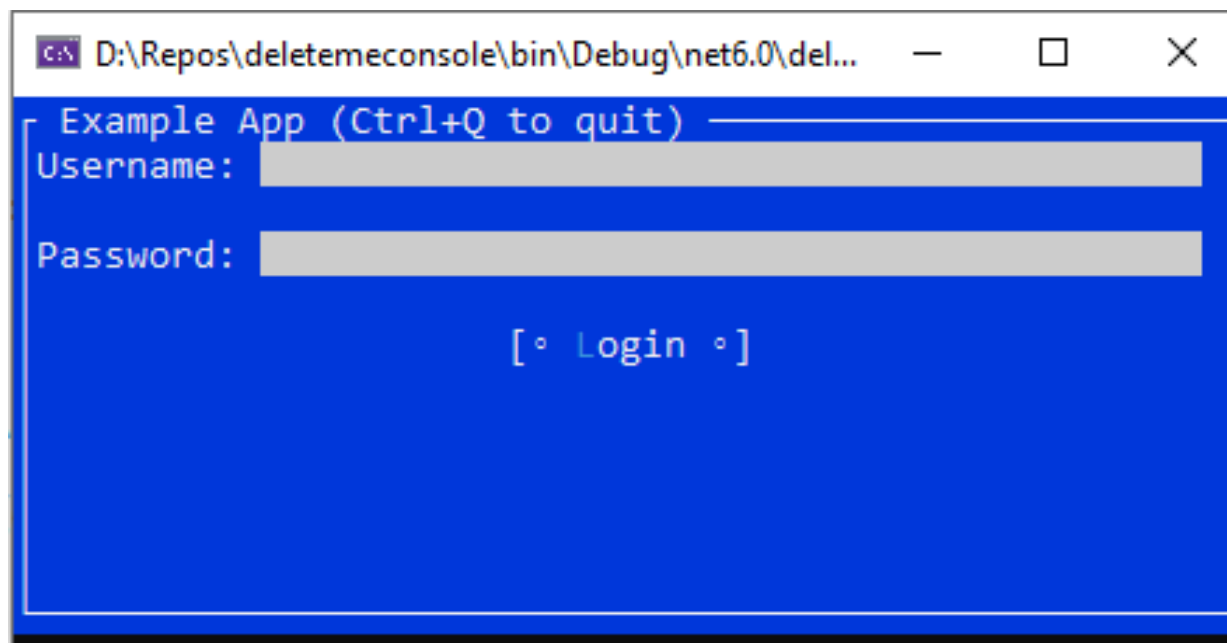 D:\Repos\deletemeconsole\bin\Debug\net6.0\del...
Example App (Ctrl+Q to quit)
Username:
Password:
[◦ Login ◦]